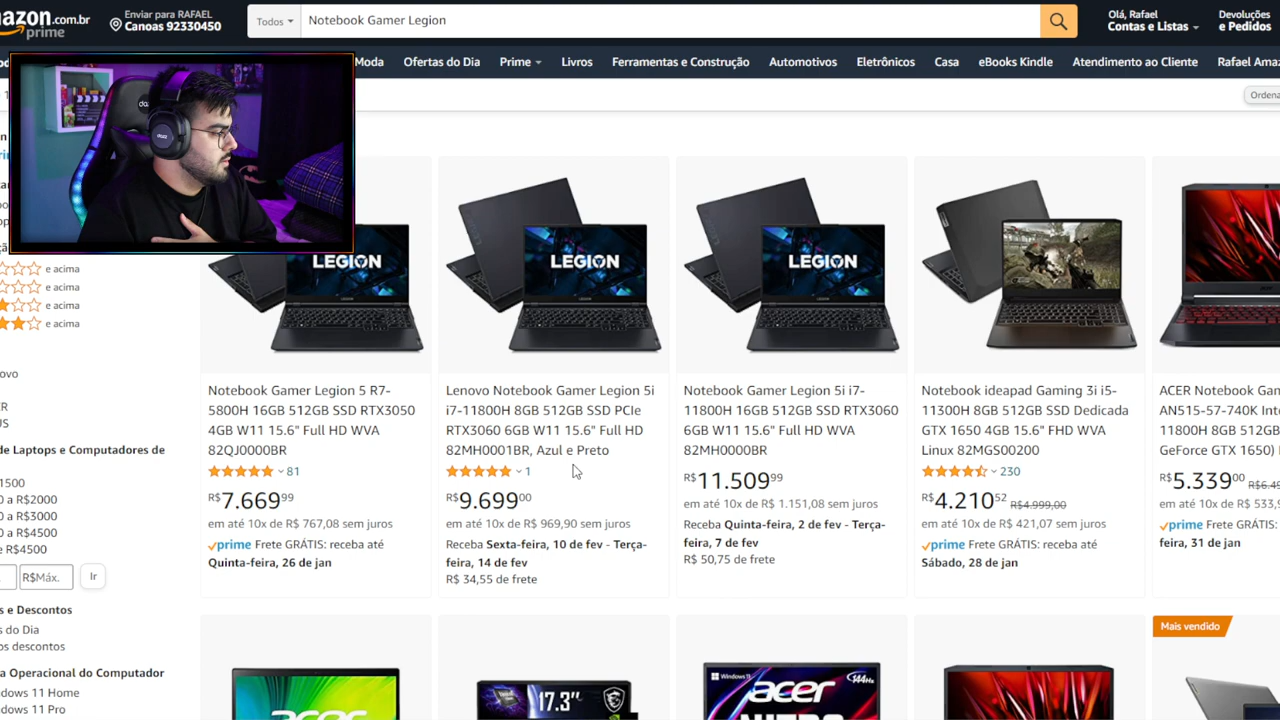 amazon.com.br
prime
Enviar para RAFAEL
Canoas 92330450
Todos
Notebook Gamer Legion
Olá, Rafael
Contas e Listas
Devoluções
e Pedidos
Moda
Ofertas do Dia
Prime
Livros
Ferramentas e Construção
Automotivos
Eletrônicos
Casa
eBooks Kindle
Atendimento ao Cliente
Rafael Amaz
Ordena
e acima
e acima
e acima
e acima
ovo
R
US
de Laptops e Computadores de
1500
0 a R$2000
0 a R$3000
0 a R$4500
e R$4500
R$Máx.
Ir
s e Descontos
s do Dia
os descontos
a Operacional do Computador
dows 11 Home
dows 11 Pro
LEGION
Notebook Gamer Legion 5 R7-
5800H 16GB 512GB SSD RTX3050
4GB W11 15.6" Full HD WVA
82QJ0000BR
81
R$7.66999
em até 10x de R$ 767,08 sem juros
prime Frete GRÁTIS: receba até
Quinta-feira, 26 de jan
LEGION
Lenovo Notebook Gamer Legion 5i
i7-11800H 8GB 512GB SSD PCIe
RTX3060 6GB W11 15.6" Full HD
82MH0001BR, Azul e Preto
1
R$9.69900
em até 10x de R$ 969,90 sem juros
Receba Sexta-feira, 10 de fev - Terça-
feira, 14 de fev
R$ 34,55 de frete
LEGION
Notebook Gamer Legion 5i i7-
11800H 16GB 512GB SSD RTX3060
6GB W11 15.6" Full HD WVA
82MH0000BR
R$11.50999
em até 10x de R$ 1.151,08 sem juros
Receba Quinta-feira, 2 de fev - Terça-
feira, 7 de fev
R$ 50,75 de frete
Notebook ideapad Gaming 3i i5-
11300H 8GB 512GB SSD Dedicada
GTX 1650 4GB 15.6" FHD WVA
Linux 82MGS00200
230
R$4.21052 R$4.999,00
em até 10x de R$ 421,07 sem juros
prime Frete GRÁTIS: receba até
Sábado, 28 de jan
ACER Notebook Gam
AN515-57-740K Inte
11800H 8GB 512GB
GeForce GTX 1650) P
R$5.33900 R$6.49
em até 10x de R$ 533,9
prime Frete GRÁTIS:
feira, 31 de jan
acer
17.3"
Windows 11
acer
144Hz
NITRO
Mais vendido